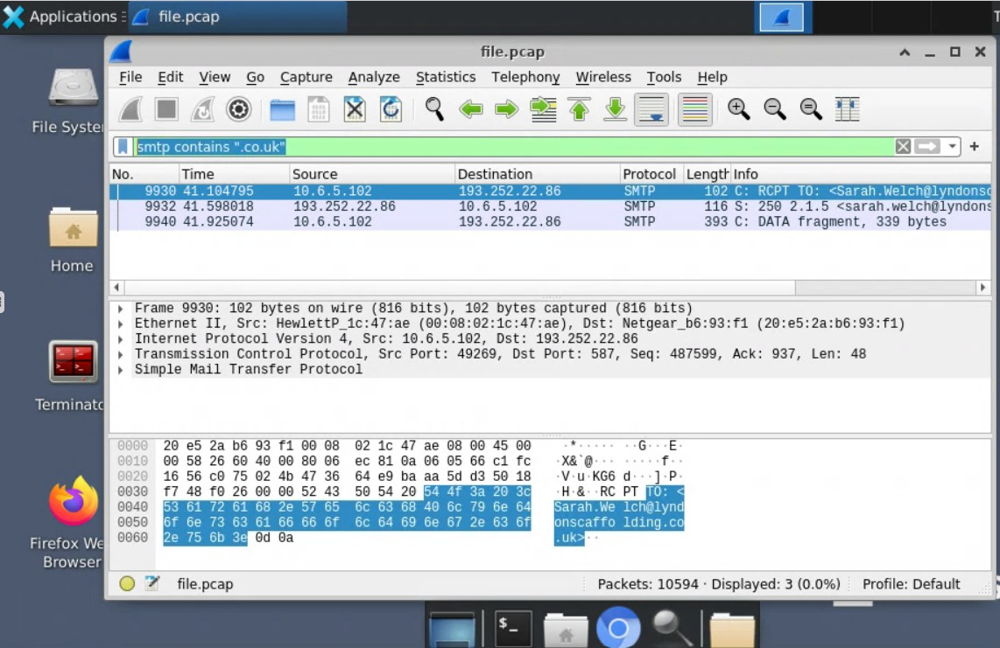 Applications
file.pcap
File Syste
Home
Terminat
Firefox We
Browser
file.pcap
File Edit View Go Capture Analyze Statistics Telephony Wireless Tools Help
smtp contains ".co.uk"
No. Time Source Destination Protocol Length Info
9930 41.104795 10.6.5.102 193.252.22.86 SMTP 102 C: RCPT TO: <Sarah.Welch@lyndonsc
9932 41.598018 193.252.22.86 10.6.5.102 SMTP 116 S: 250 2.1.5 <sarah.welch@lyndons
9940 41.925074 10.6.5.102 193.252.22.86 SMTP 393 C: DATA fragment, 339 bytes
Frame 9930: 102 bytes on wire (816 bits), 102 bytes captured (816 bits)
Ethernet II, Src: HewlettP_1c:47:ae (00:08:02:1c:47:ae), Dst: Netgear_b6:93:f1 (20:e5:2a:b6:93:f1)
Internet Protocol Version 4, Src: 10.6.5.102, Dst: 193.252.22.86
Transmission Control Protocol, Src Port: 49269, Dst Port: 587, Seq: 487599, Ack: 937, Len: 48
Simple Mail Transfer Protocol
0000 20 e5 2a b6 93 f1 00 08 02 1c 47 ae 08 00 45 00 ·*····· ··G···E·
0010 00 58 26 60 40 00 80 06 ec 81 0a 06 05 66 c1 fc ·X&`@··· ·····f··
0020 16 56 c0 75 02 4b 47 36 64 e9 ba aa 5d d3 50 18 ·V·u·KG6 d···]·P·
0030 f7 48 f0 26 00 00 52 43 50 54 20 54 4f 3a 20 3c ·H·&··RC PT TO: <
0040 53 61 72 61 68 2e 57 65 6c 63 68 40 6c 79 6e 64 Sarah.We lch@lynd
0050 6f 6e 73 63 61 66 66 6f 6c 64 69 6e 67 2e 63 6f onscaffo lding.co
0060 2e 75 6b 3e 0d 0a .uk>··
file.pcap Packets: 10594 · Displayed: 3 (0.0%) Profile: Default